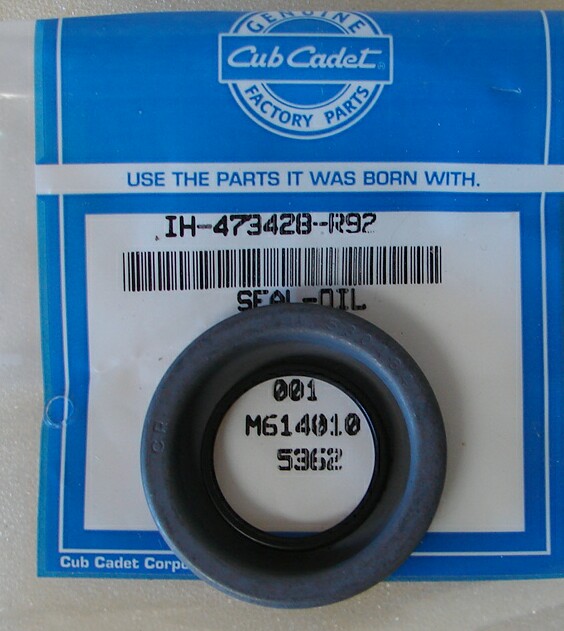 GENUINE
Cub Cadet®
FACTORY PARTS
USE THE PARTS IT WAS BORN WITH.
IH-473428-R92
SEAL-OIL
001
M614010
5362
Cub Cadet Corpo
CR